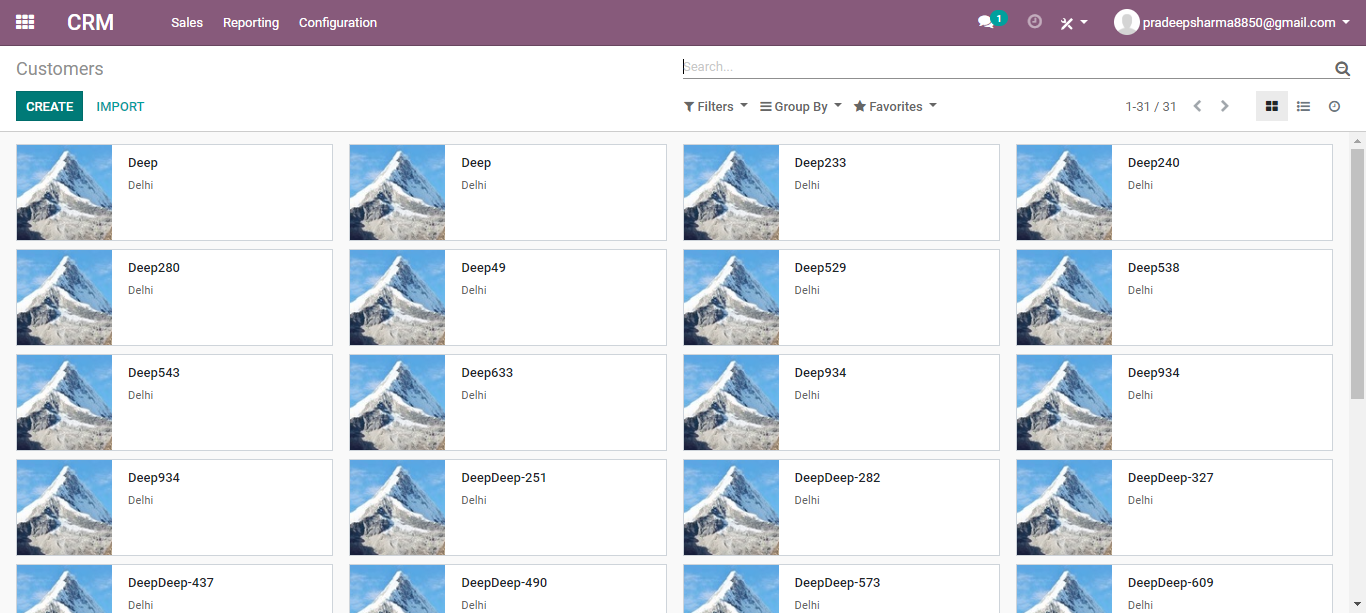 CRM Sales Reporting Configuration 1 pradeepsharma8850@gmail.com
Customers Search...
CREATE IMPORT Filters Group By Favorites 1-31 / 31
Deep Deep Deep233 Deep240
Delhi Delhi Delhi Delhi
Deep280 Deep49 Deep529 Deep538
Delhi Delhi Delhi Delhi
Deep543 Deep633 Deep934 Deep934
Delhi Delhi Delhi Delhi
Deep934 DeepDeep-251 DeepDeep-282 DeepDeep-327
Delhi Delhi Delhi Delhi
DeepDeep-437 DeepDeep-490 DeepDeep-573 DeepDeep-609
Delhi Delhi Delhi Delhi